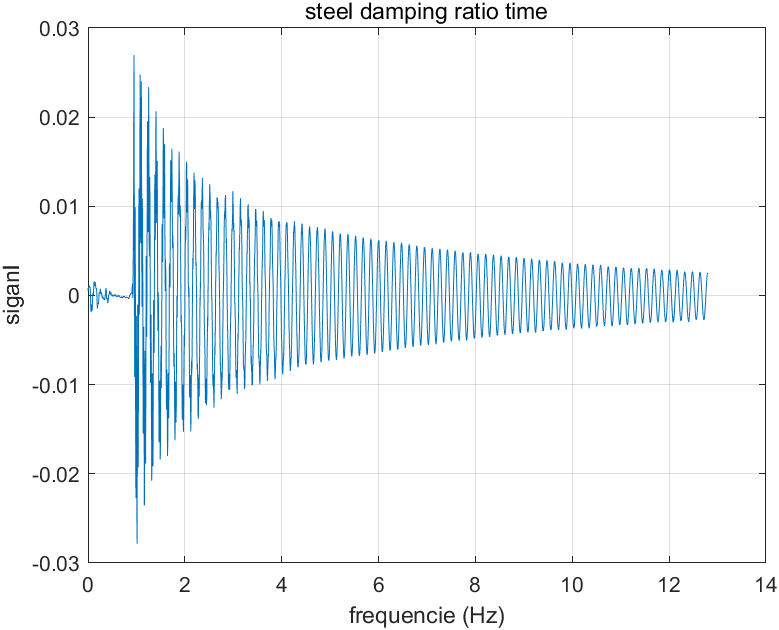 steel damping ratio time
0.03
0.02
0.01
0
-0.01
-0.02
-0.03
siganl
0 2 4 6 8 10 12 14
frequencie (Hz)